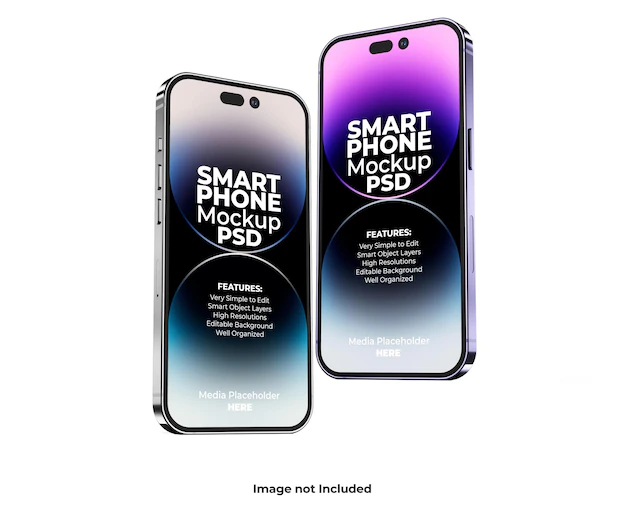 SMART
PHONE
Mockup
PSD
FEATURES:
Very Simple to Edit
Smart Object Layers
High Resolutions
Editable Background
Well Organized
Media Placeholder
HERE
SMART
PHONE
Mockup
PSD
FEATURES:
Very Simple to Edit
Smart Object Layers
High Resolutions
Editable Background
Well Organized
Media Placeholder
HERE
Image not Included